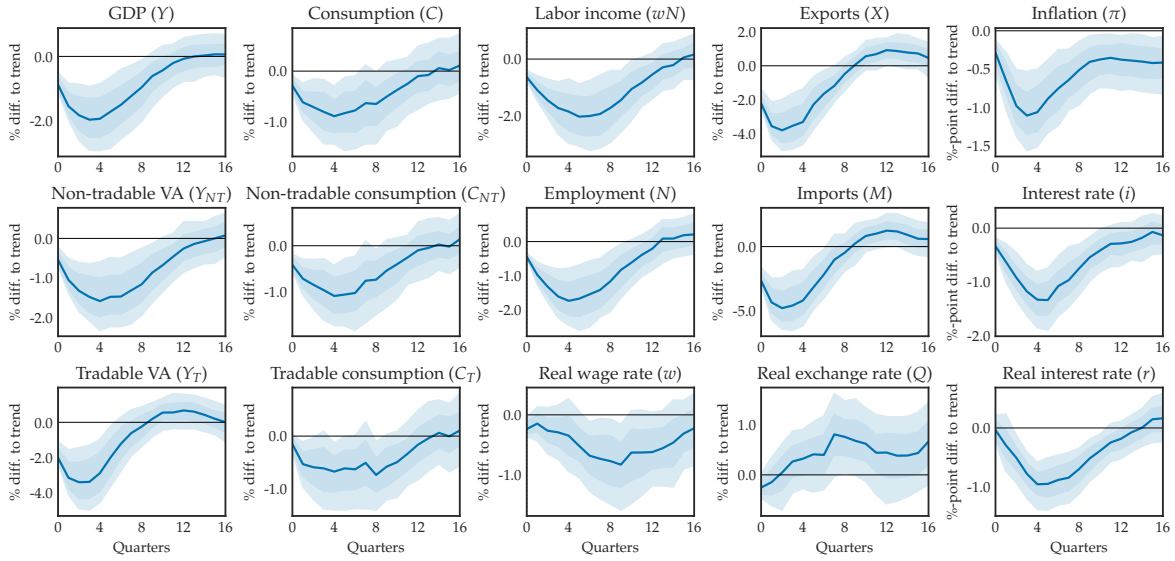 GDP (Y) Consumption (C) Labor income (wN) Exports (X) Inflation (π)
% diff. to trend % diff. to trend % diff. to trend % diff. to trend %-point diff. to trend
0.0 -2.0
0.0 -1.0
0.0 -2.0
2.0 0.0 -2.0 -4.0
0.0 -0.5 -1.0 -1.5
0 4 8 12 16 0 4 8 12 16 0 4 8 12 16 0 4 8 12 16 0 4 8 12 16
Non-tradable VA (Y_NT) Non-tradable consumption (C_NT) Employment (N) Imports (M) Interest rate (i)
% diff. to trend % diff. to trend % diff. to trend % diff. to trend %-point diff. to trend
0.0 -1.0 -2.0
0.0 -1.0
0.0 -1.0 -2.0
0.0 -5.0
0.0 -1.0 -2.0
0 4 8 12 16 0 4 8 12 16 0 4 8 12 16 0 4 8 12 16 0 4 8 12 16
Tradable VA (Y_T) Tradable consumption (C_T) Real wage rate (w) Real exchange rate (Q) Real interest rate (r)
% diff. to trend % diff. to trend % diff. to trend % diff. to trend %-point diff. to trend
0.0 -2.0 -4.0
0.0 -1.0
0.0 -1.0
1.0 0.0
0.0 -1.0
0 4 8 12 16 0 4 8 12 16 0 4 8 12 16 0 4 8 12 16 0 4 8 12 16
Quarters Quarters Quarters Quarters Quarters